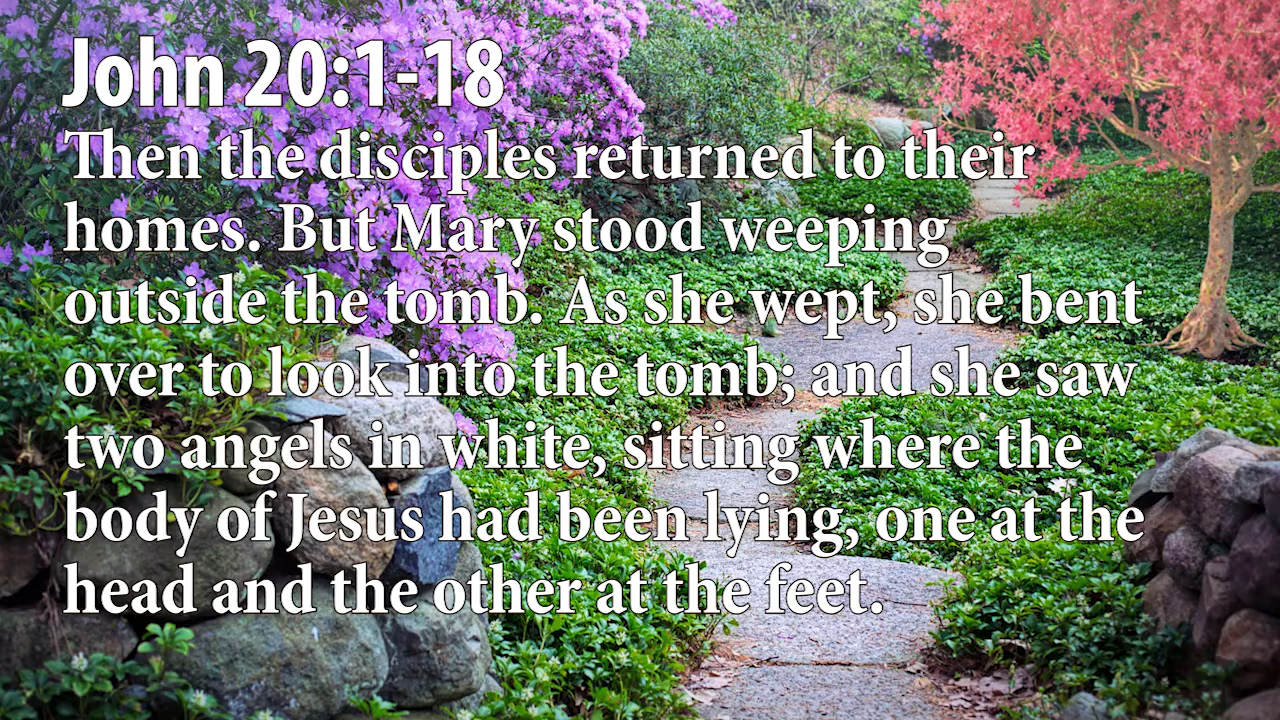 John 20:1-18
Then the disciples returned to their
homes. But Mary stood weeping
outside the tomb. As she wept, she bent
over to look into the tomb; and she saw
two angels in white, sitting where the
body of Jesus had been lying, one at the
head and the other at the feet.